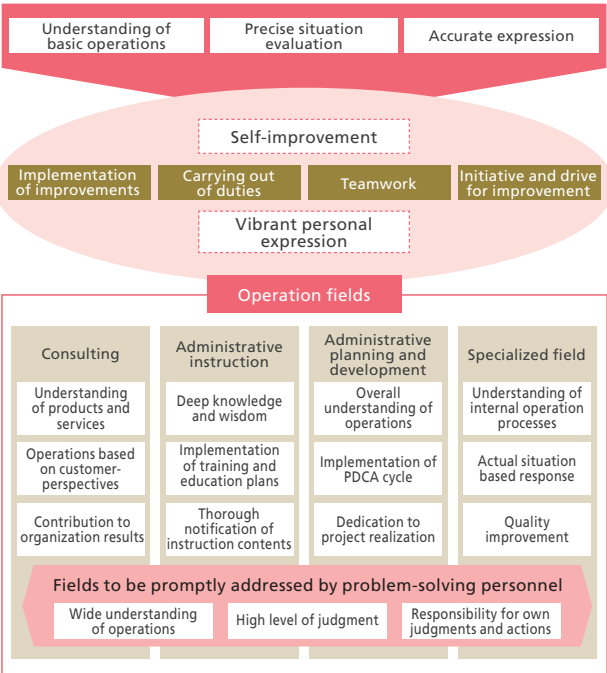 Understanding of
basic operations
Precise situation
evaluation
Accurate expression
Self-improvement
Implementation
of improvements
Carrying out
of duties
Teamwork
Initiative and drive
for improvement
Vibrant personal
expression
Operation fields
Consulting
Understanding
of products and
services
Operations based
on customer-
perspectives
Contribution to
organization results
Administrative
instruction
Deep knowledge
and wisdom
Implementation
of training and
education plans
Thorough
notification of
instruction contents
Administrative
planning and
development
Overall
understanding of
operations
Implementation of
PDCA cycle
Dedication to
project realization
Specialized field
Understanding of
internal operation
processes
Actual situation
based response
Quality
improvement
Fields to be promptly addressed by problem-solving personnel
Wide understanding
of operations
High level of judgment
Responsibility for own
judgments and actions